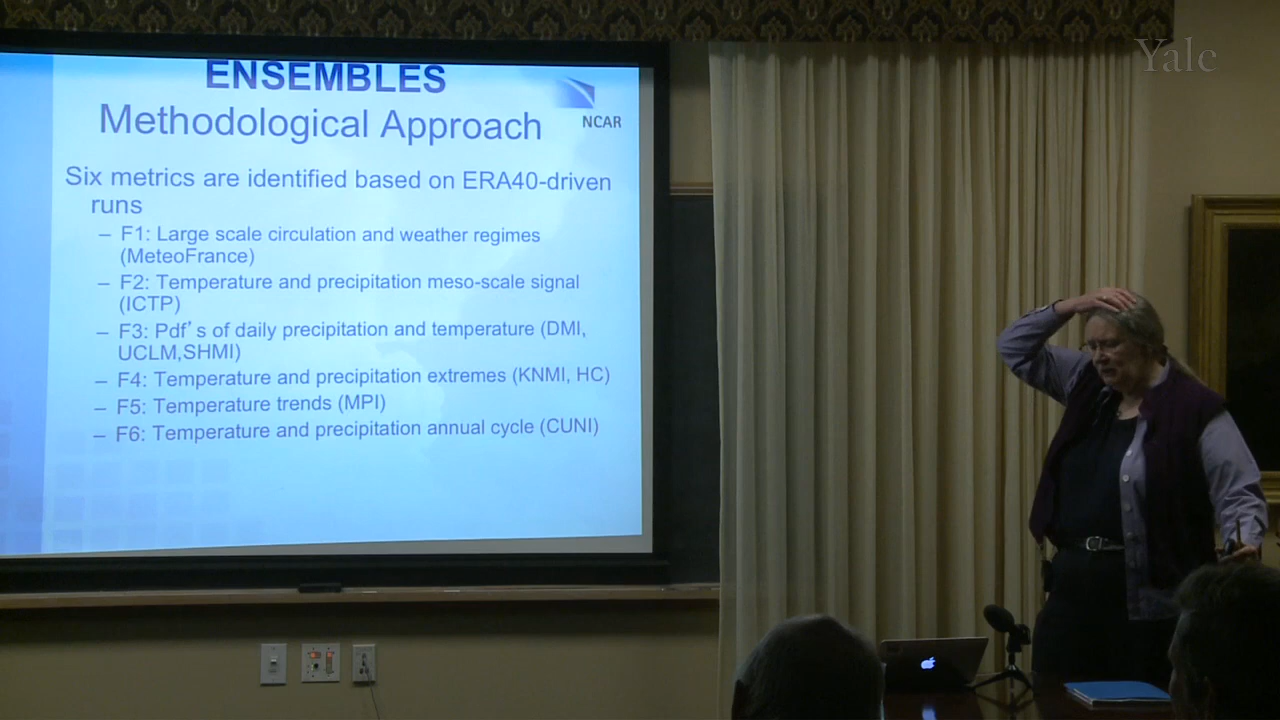 Yale
ENSEMBLES
Methodological Approach
NCAR
Six metrics are identified based on ERA40-driven
runs
– F1: Large scale circulation and weather regimes
(MeteoFrance)
– F2: Temperature and precipitation meso-scale signal
(ICTP)
– F3: Pdf's of daily precipitation and temperature (DMI,
UCLM,SHMI)
– F4: Temperature and precipitation extremes (KNMI, HC)
– F5: Temperature trends (MPI)
– F6: Temperature and precipitation annual cycle (CUNI)